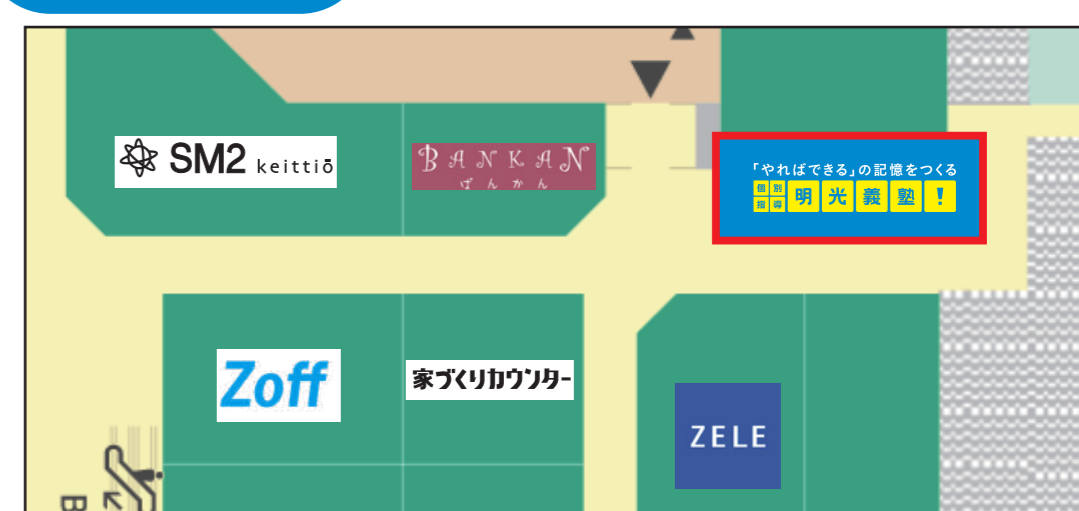 SM2 keittiō
BANKAN
ばんかん
「やればできる」の記憶をつくる
個別指導 明光義塾!
Zoff
家づくりカウンター
ZELE
B